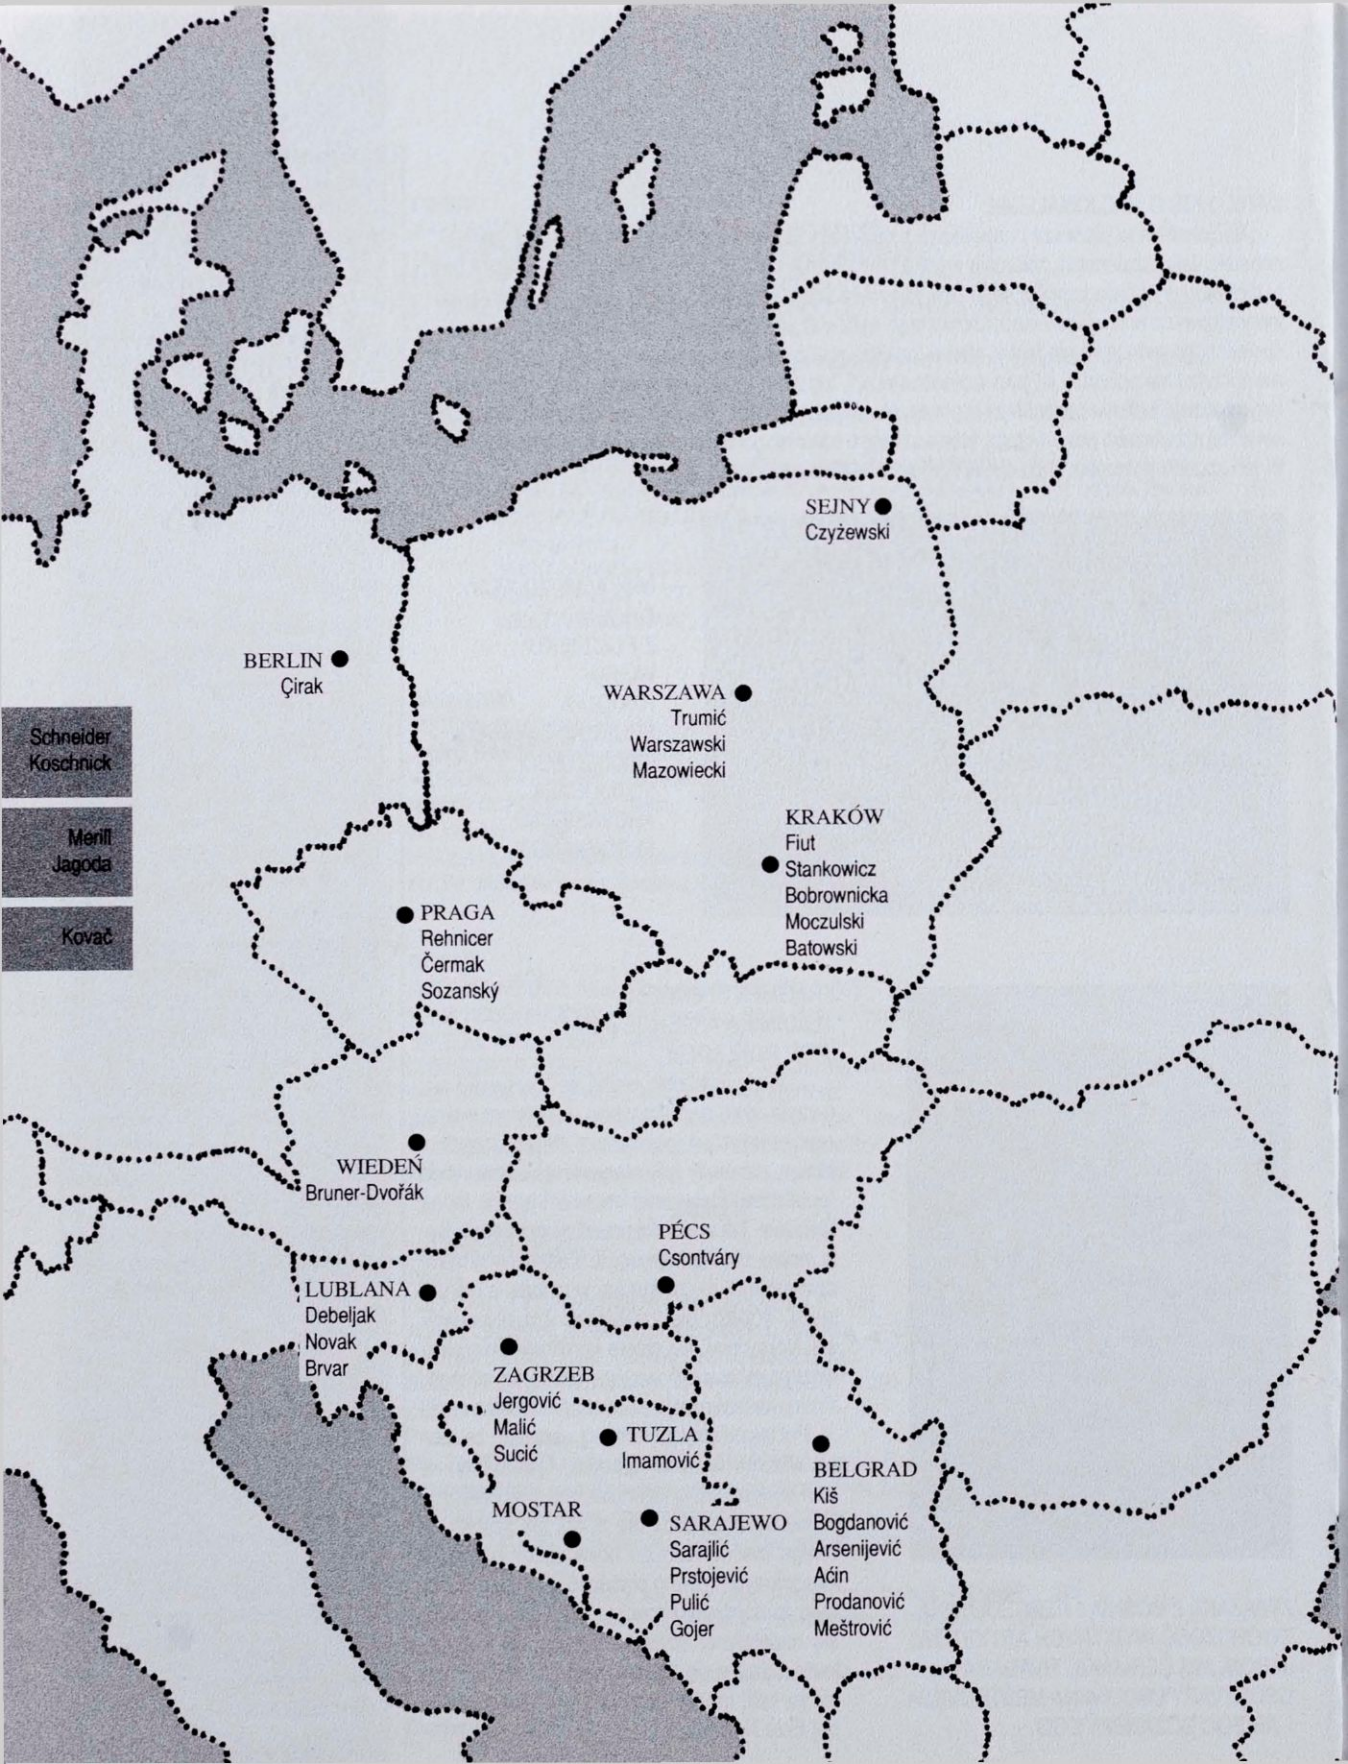 SEJNY
Czyżewski
BERLIN
Çirak
WARSZAWA
Trumić
Warszawski
Mazowiecki
Schneider
Koschnick
Merill
Jagoda
Kovač
KRAKÓW
Fiut
Stankowicz
Bobrownicka
Moczulski
Batowski
PRAGA
Rehnicer
Čermak
Sozanský
WIEDEŃ
Bruner-Dvořák
PÉCS
Csontváry
LUBLANA
Debeljak
Novak
Brvar
ZAGRZEB
Jergović
Malić
Sucić
TUZLA
Imamović
BELGRAD
Kiš
Bogdanović
Arsenijević
Aćin
Prodanović
Meštrović
MOSTAR
SARAJEWO
Sarajlić
Prstojević
Pulić
Gojer